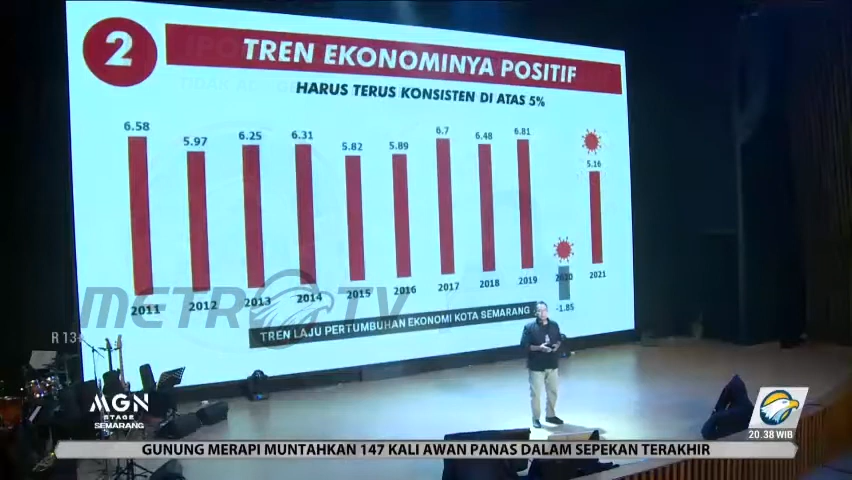 2
TREN EKONOMINYA POSITIF
HARUS TERUS KONSISTEN DI ATAS 5%
6.58
5.97
6.25
6.31
5.82
5.89
6.7
6.48
6.81
5.16
2011
2012
2013
2014
2015
2016
2017
2018
2019
2020
2021
-1.85
METRO TV
TREN LAJU PERTUMBUHAN EKONOMI KOTA SEMARANG
R 13+
MGN
STAGE
SEMARANG
20.38 WIB
GUNUNG MERAPI MUNTAHKAN 147 KALI AWAN PANAS DALAM SEPEKAN TERAKHIR